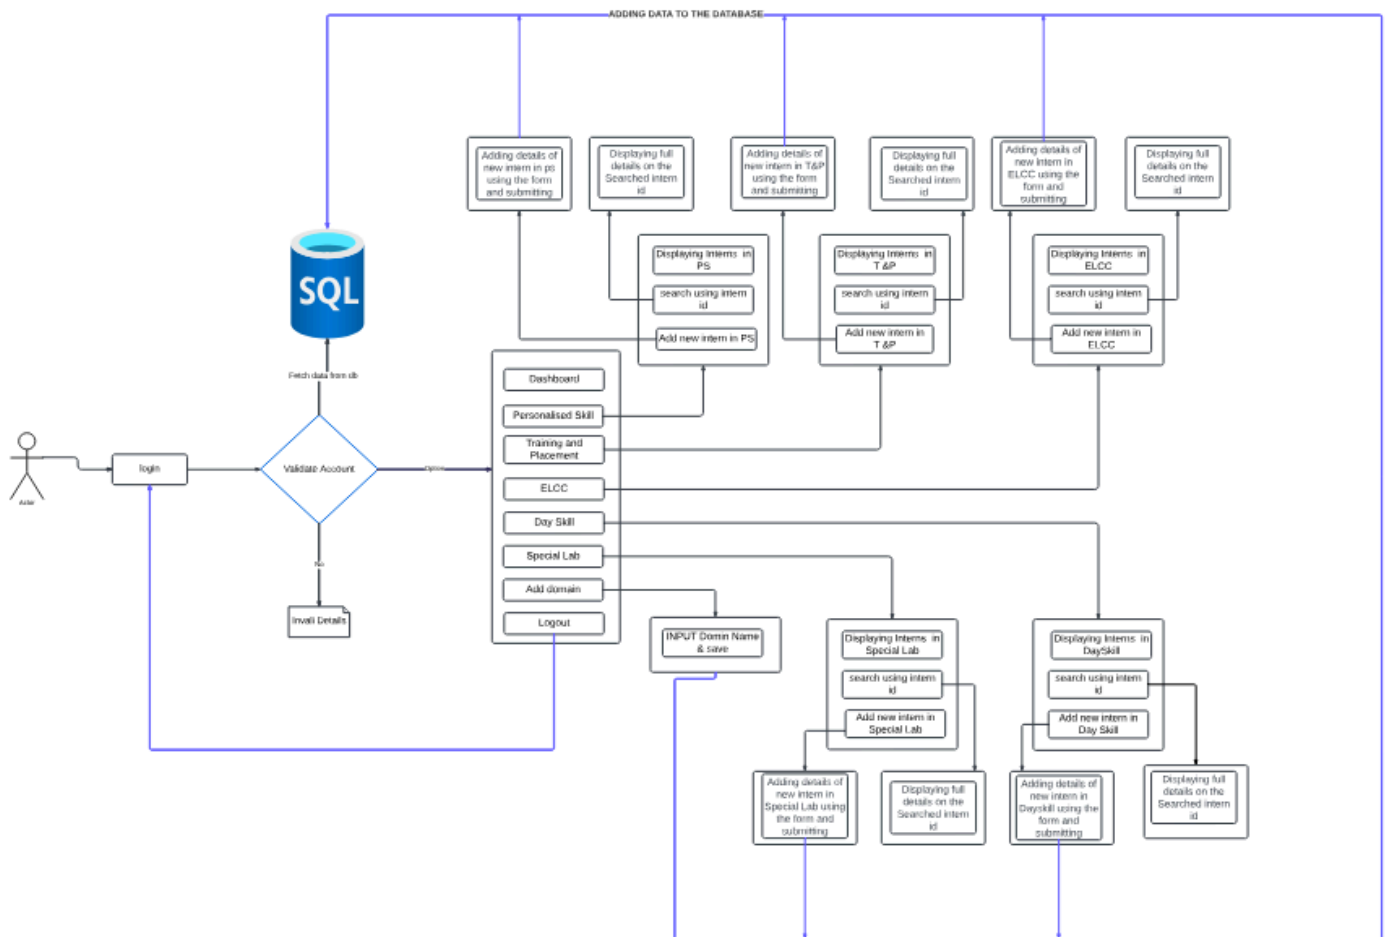 ADDING DATA TO THE DATABASE
Adding details of
new intern in ps
using the form
and submitting
Displaying full
details on the
Searched intern
id
Adding details of
new intern in T&P
using the form
and submitting
Displaying full
details on the
Searched intern
id
Adding details of
new intern in
ELCC using the
form and
submitting
Displaying full
details on the
Searched intern
id
Displaying Interns in
PS
search using intern
id
Add new intern in PS
Displaying Interns in
T &P
search using intern
id
Add new intern in
T &P
Displaying Interns in
ELCC
search using intern
id
Add new intern in
ELCC
SQL
Fetch data from db
Actor
login
Validate Account
No
Invali Details
Dashboard
Personalised Skill
Training and
Placement
ELCC
Day Skill
Special Lab
Add domain
Logout
INPUT Domin Name
& save
Displaying Interns in
Special Lab
search using intern
id
Add new intern in
Special Lab
Displaying Interns in
DaySkill
search using intern
id
Add new intern in
Day Skill
Adding details of
new intern in
Special Lab using
the form and
submitting
Displaying full
details on the
Searched intern
id
Adding details of
new intern in
Dayskill using the
form and
submitting
Displaying full
details on the
Searched intern
id